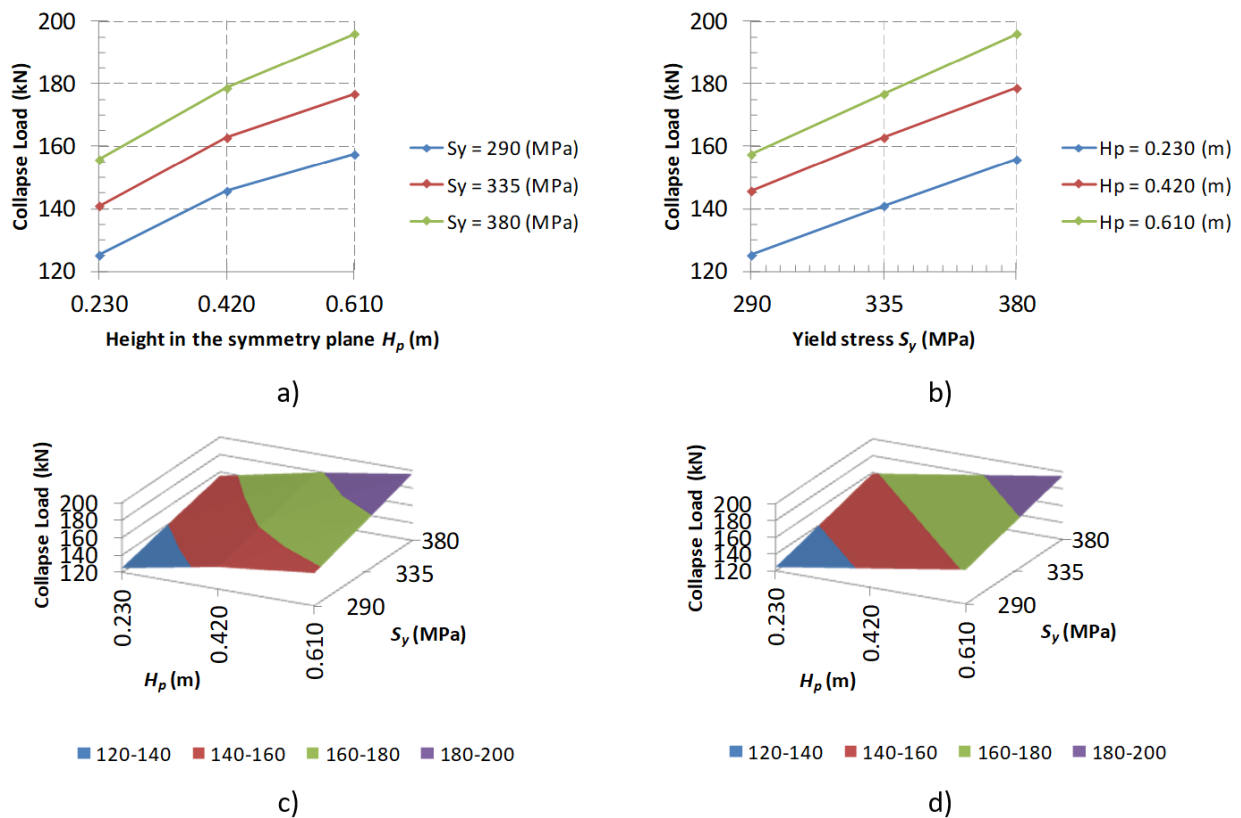 200
180
160
140
120
Collapse Load (kN)
0.230 0.420 0.610
Height in the symmetry plane Hp (m)
Sy = 290 (MPa)
Sy = 335 (MPa)
Sy = 380 (MPa)
a)
200
180
160
140
120
Collapse Load (kN)
290 335 380
Yield stress Sy (MPa)
Hp = 0.230 (m)
Hp = 0.420 (m)
Hp = 0.610 (m)
b)
Collapse Load (kN)
200
180
160
140
120
0.230
0.420
0.610
Hp (m)
290
335
380
Sy (MPa)
120-140 140-160 160-180 180-200
c)
Collapse Load (kN)
200
180
160
140
120
0.230
0.420
0.610
Hp (m)
290
335
380
Sy (MPa)
120-140 140-160 160-180 180-200
d)